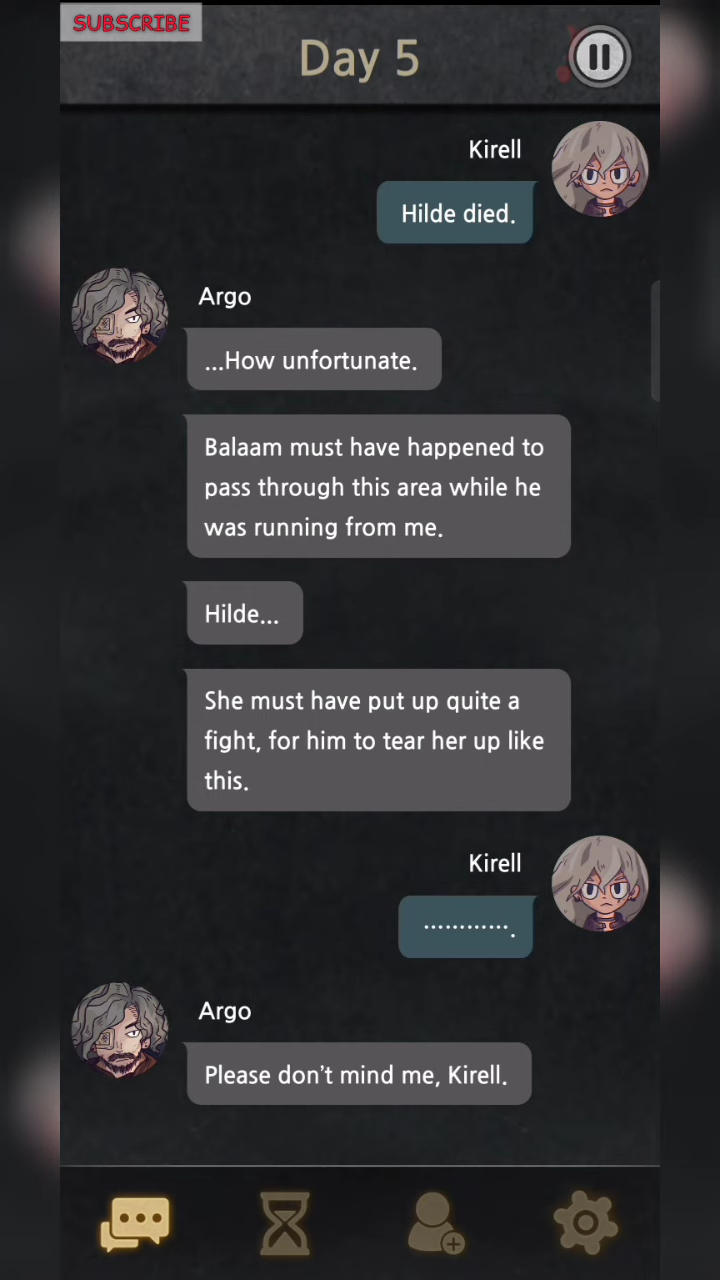 SUBSCRIBE
Day 5
Kirell
Hilde died.
Argo
...How unfortunate.
Balaam must have happened to
pass through this area while he
was running from me.
Hilde...
She must have put up quite a
fight, for him to tear her up like
this.
Kirell
............
Argo
Please don't mind me, Kirell.